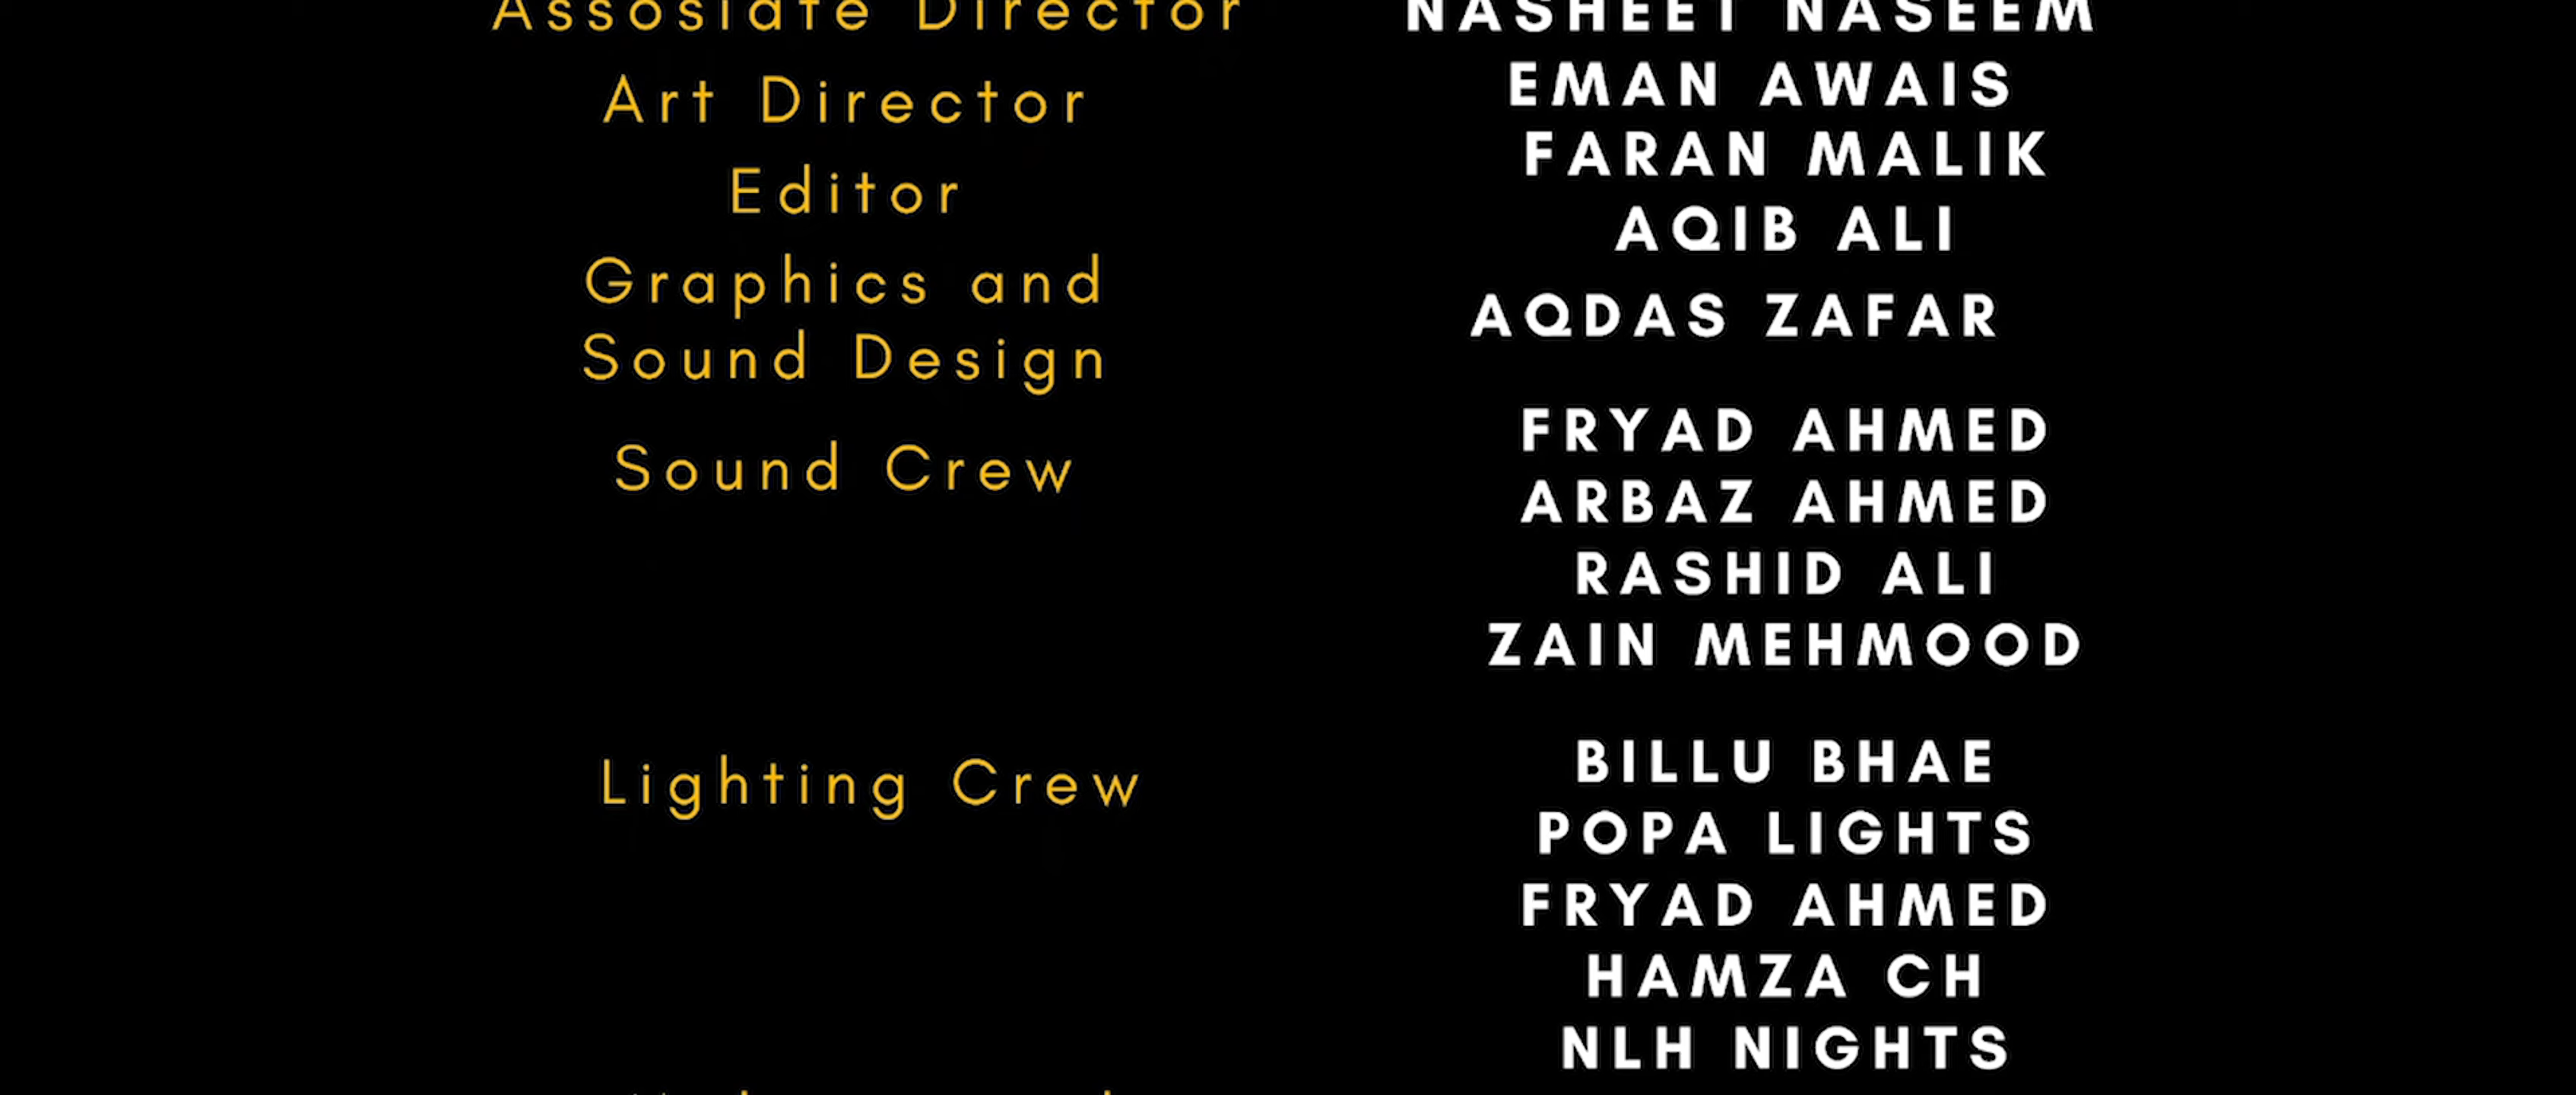 Assosiate Director NASHEET NASEEM
Art Director EMAN AWAIS
FARAN MALIK
Editor AQIB ALI
Graphics and
Sound Design AQDAS ZAFAR
Sound Crew FRYAD AHMED
ARBAZ AHMED
RASHID ALI
ZAIN MEHMOOD
Lighting Crew BILLU BHAE
POPA LIGHTS
FRYAD AHMED
HAMZA CH
NLH NIGHTS